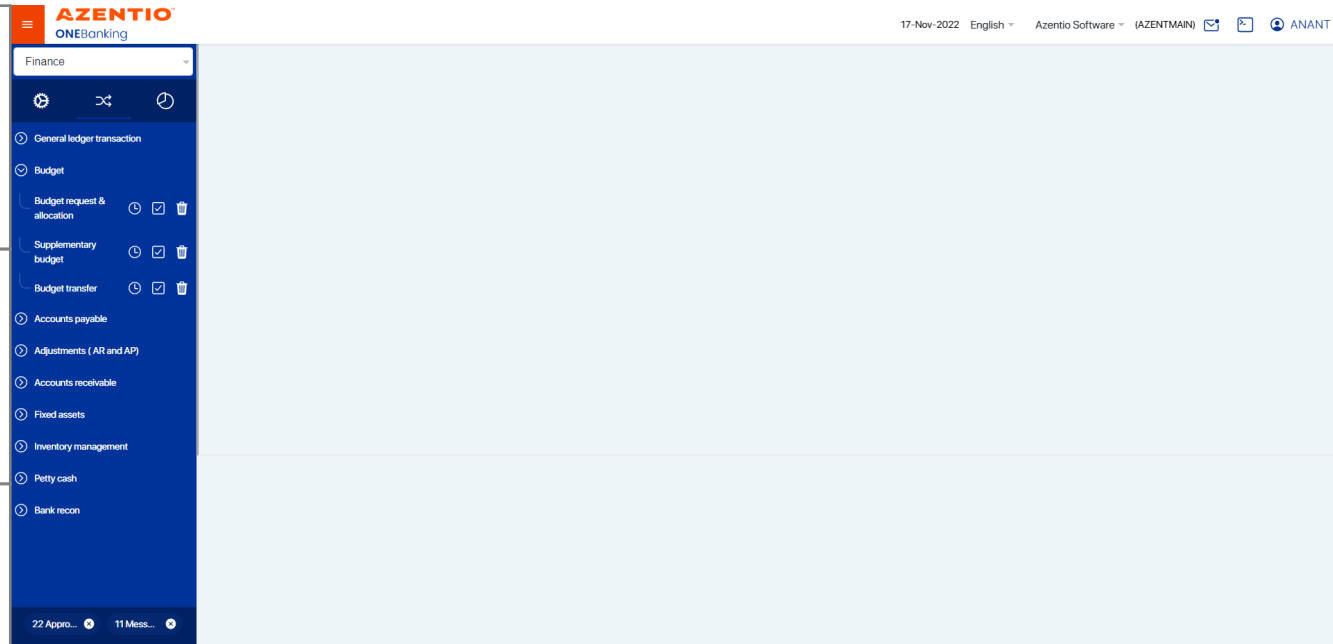 AZENTIO™
ONEBanking
17-Nov-2022 English Azentio Software (AZENTMAIN) ANANT
Finance
General ledger transaction
Budget
Budget request &
allocation
Supplementary
budget
Budget transfer
Accounts payable
Adjustments ( AR and AP)
Accounts receivable
Fixed assets
Inventory management
Petty cash
Bank recon
22 Appro... 11 Mess...